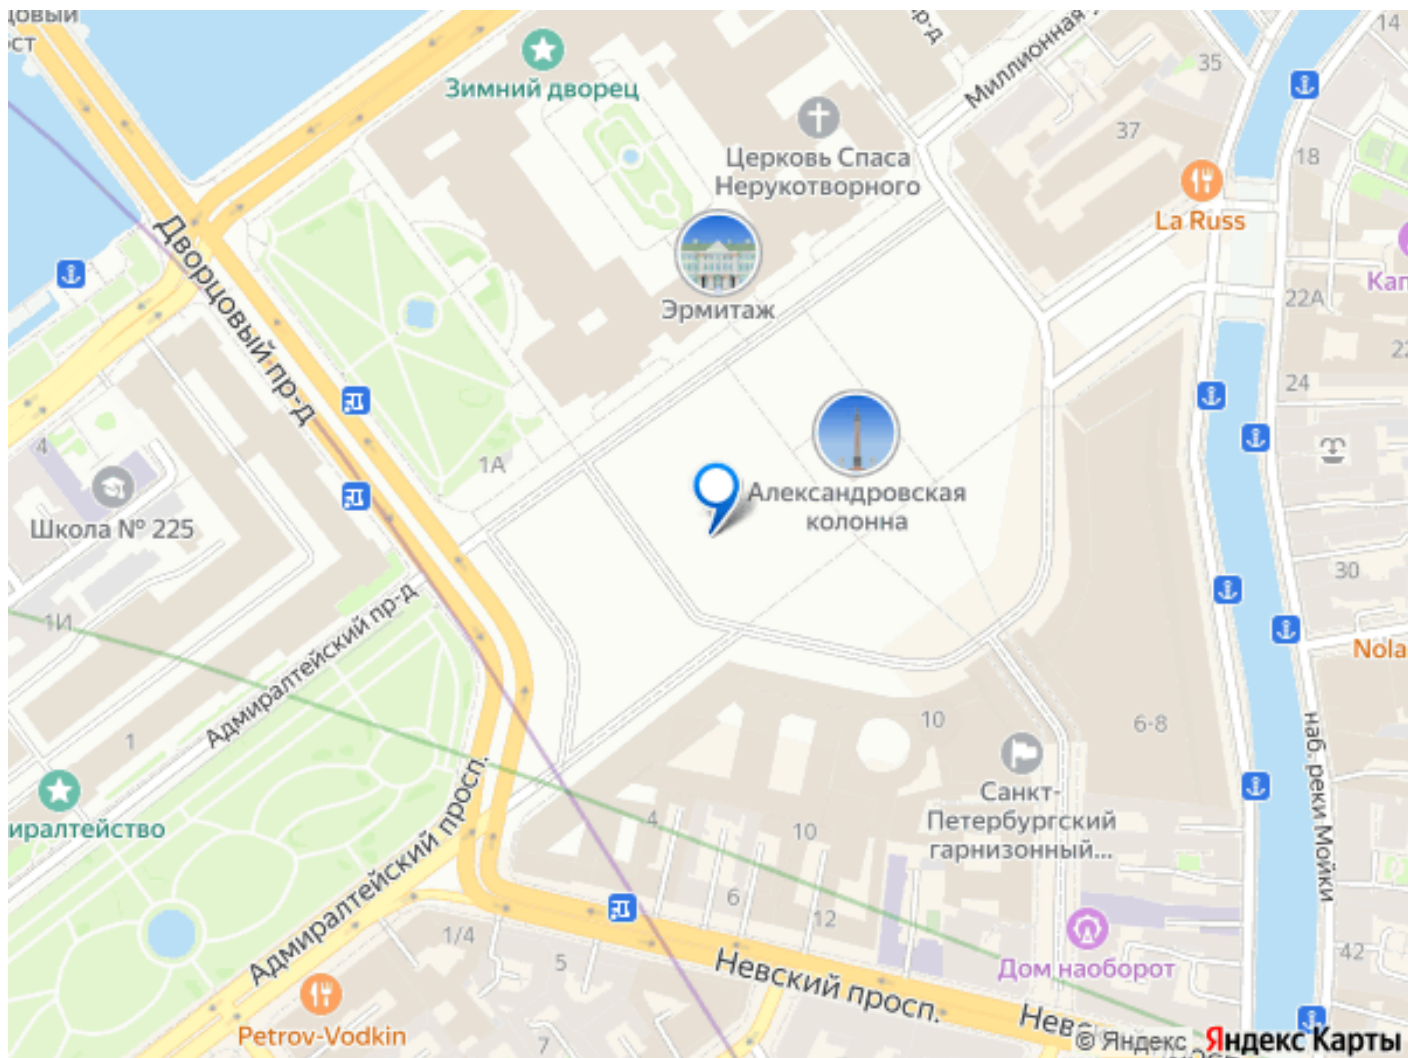 Зимний дворец
Миллионная
пр-д
35
14
37
18
Церковь Спаса
Нерукотворного
La Russ
Дворцовый пр-д
Эрмитаж
22А
24
4
1А
Школа № 225
Александровская
колонна
30
1И
Адмиралтейский пр-д
Nola
1
10
6-8
Санкт-
Петербургский
гарнизонный...
наб. реки Мойки
4
10
Адмиралтейский просп.
6
12
1/4
5
42
Дом наоборот
Невский просп.
Petrov-Vodkin
7
© Яндекс Яндекс Карты